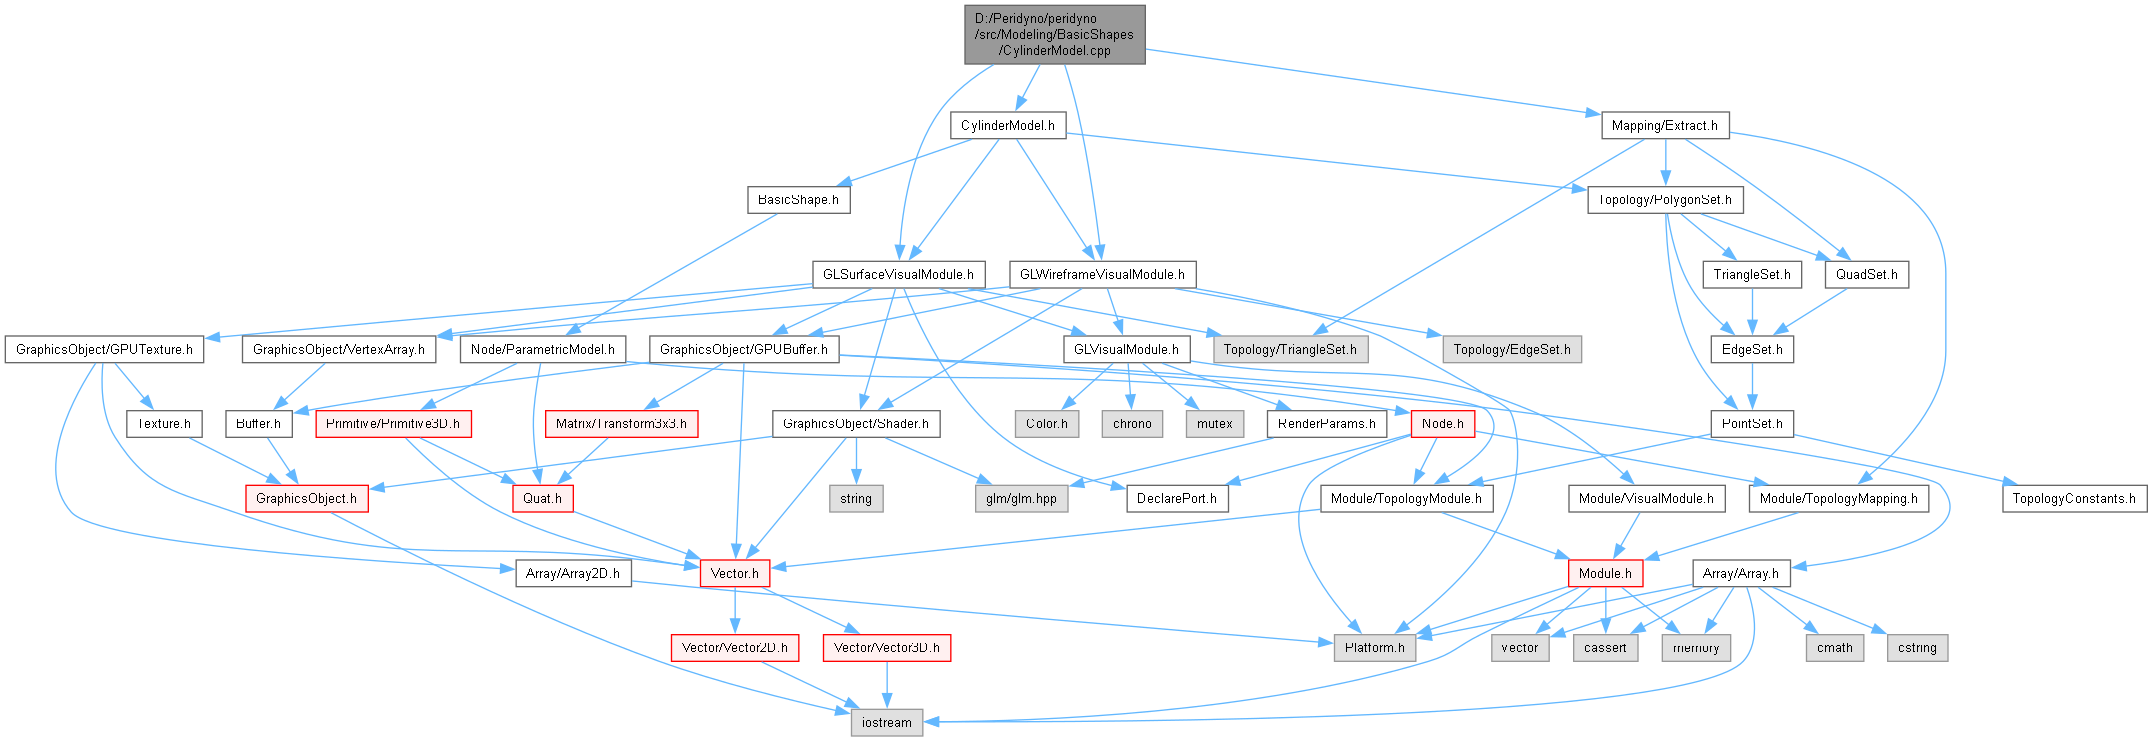 D:/Peridyno/peridyno
/src/Modeling/BasicShapes
/CylinderModel.cpp
CylinderModel.h
Mapping/Extract.h
BasicShape.h
Topology/PolygonSet.h
GLSurfaceVisualModule.h
GLWireframeVisualModule.h
TriangleSet.h
QuadSet.h
GraphicsObject/GPUTexture.h
GraphicsObject/VertexArray.h
Node/ParametricModel.h
GraphicsObject/GPUBuffer.h
GLVisualModule.h
Topology/TriangleSet.h
Topology/EdgeSet.h
EdgeSet.h
Texture.h
Buffer.h
Primitive/Primitive3D.h
Matrix/Transform3x3.h
GraphicsObject/Shader.h
Color.h
chrono
mutex
RenderParams.h
Node.h
PointSet.h
GraphicsObject.h
Quat.h
string
glm/glm.hpp
DeclarePort.h
Module/TopologyModule.h
Module/VisualModule.h
Module/TopologyMapping.h
TopologyConstants.h
Array/Array2D.h
Vector.h
Module.h
Array/Array.h
Vector/Vector2D.h
Vector/Vector3D.h
Platform.h
vector
cassert
memory
cmath
cstring
iostream